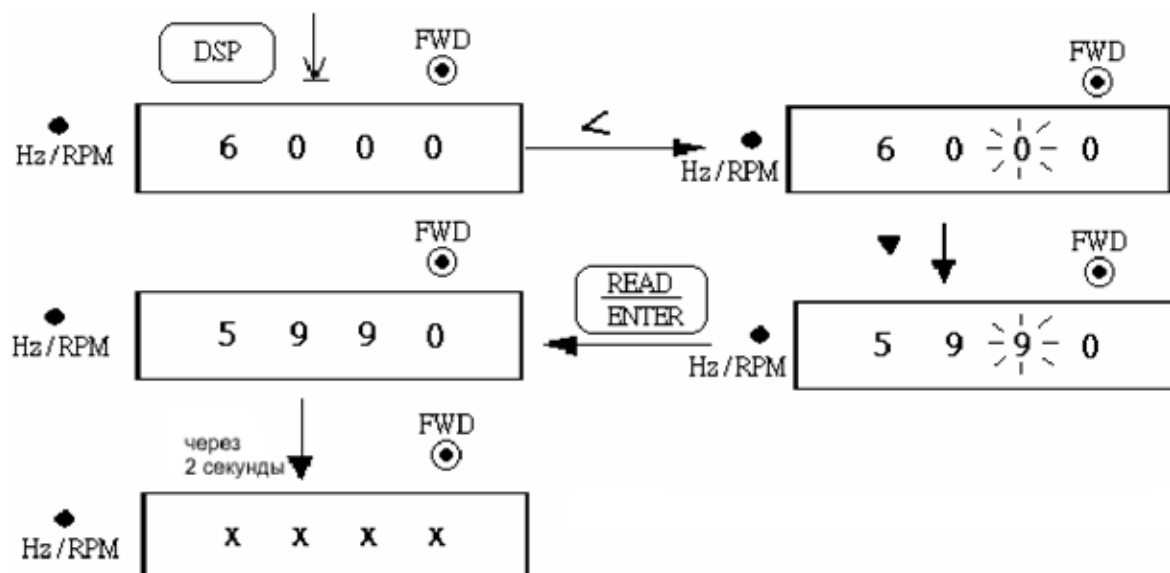 DSP
FWD
Hz/RPM
6 0 0 0
<
FWD
Hz/RPM
6 0 0 0
FWD
Hz/RPM
5 9 9 0
READ
ENTER
FWD
Hz/RPM
5 9 9 0
через
2 секунды
FWD
Hz/RPM
x x x x